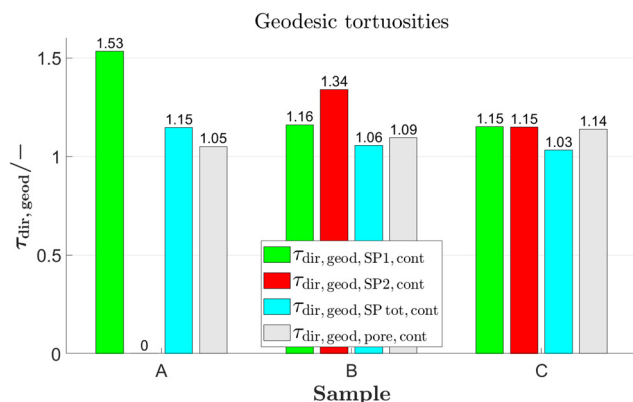 Geodesic tortuosities
τdir,geod/−
1.5
1
0.5
0
1.53
0
1.15
1.05
1.16
1.34
1.06
1.09
1.15
1.15
1.03
1.14
τdir,geod,SP1,cont
τdir,geod,SP2,cont
τdir,geod,SP tot,cont
τdir,geod,pore,cont
A B C
Sample